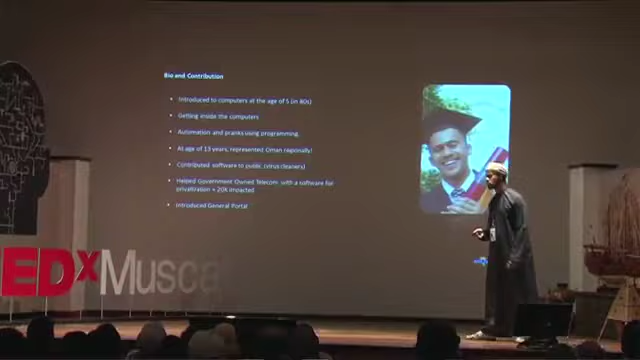 Bio and Contribution
• Introduced to computers at the age of 5 (in 80s)
• Getting inside the computers
• Automation and pranks using programming.
• At age of 13 years, represented Oman regionally!
• Contributed software to public (virus cleaners)
• Helped Government Owned Telecom with a software for
privatization + 20K impacted
• Introduced General Portal
EDxMusca